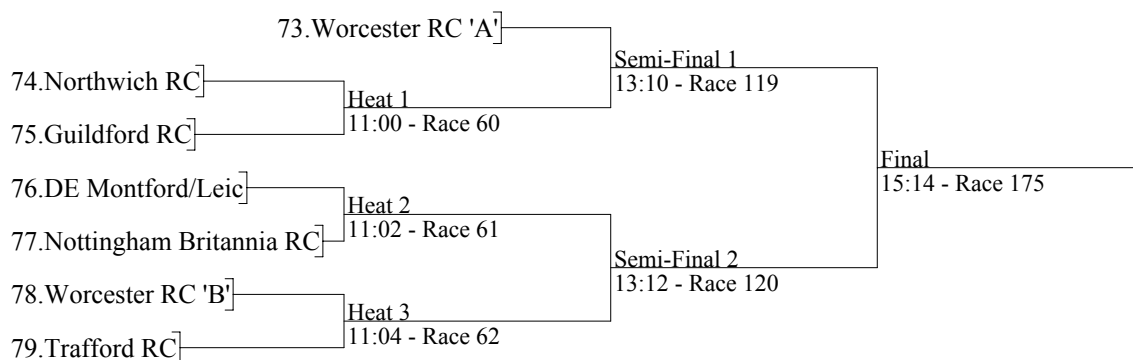 73.Worcester RC 'A'
Semi-Final 1
13:10 - Race 119
74.Northwich RC
Heat 1
11:00 - Race 60
75.Guildford RC
Final
15:14 - Race 175
76.DE Montford/Leic
Heat 2
11:02 - Race 61
77.Nottingham Britannia RC
Semi-Final 2
13:12 - Race 120
78.Worcester RC 'B'
Heat 3
11:04 - Race 62
79.Trafford RC